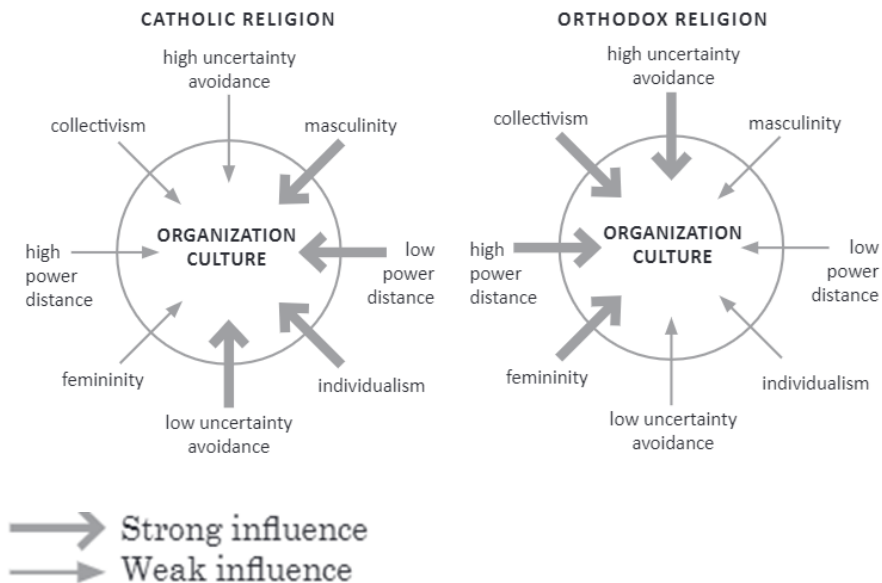 CATHOLIC RELIGION
high uncertainty
avoidance
collectivism
masculinity
ORGANIZATION
CULTURE
high
power
distance
low
power
distance
femininity
individualism
low uncertainty
avoidance
ORTHODOX RELIGION
high uncertainty
avoidance
collectivism
masculinity
ORGANIZATION
CULTURE
high
power
distance
low
power
distance
femininity
individualism
low uncertainty
avoidance
Strong influence
Weak influence